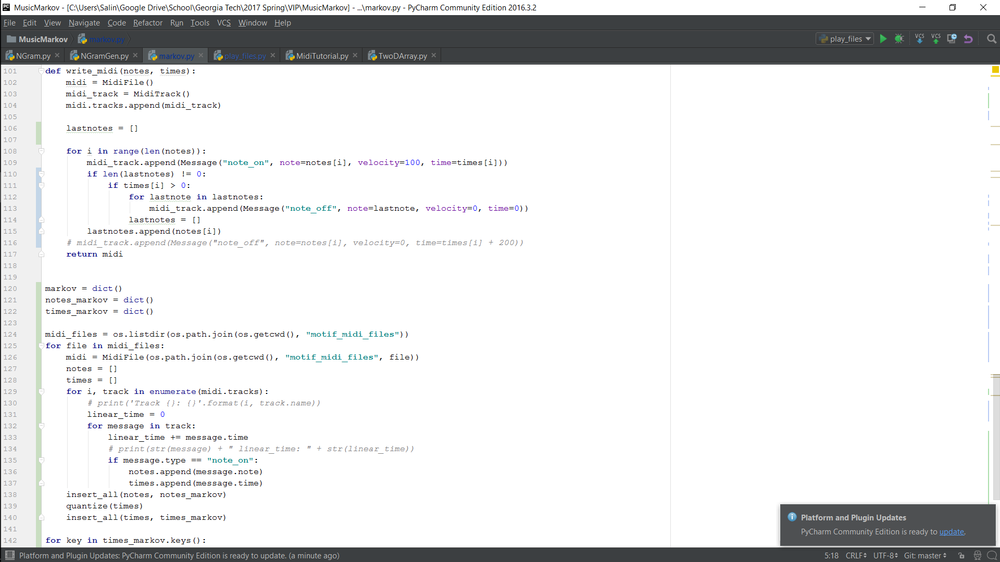 MusicMarkov - [C:\Users\Salin\Google Drive\School\Georgia Tech\2017 Spring\VIP\MusicMarkov] - ...\markov.py - PyCharm Community Edition 2016.3.2
File Edit View Navigate Code Refactor Run Tools VCS Window Help
MusicMarkov markov.py play_files VCS VCS
NGram.py NGramGen.py markov.py play_files.py MidiTutorial.py TwoDArray.py
101 def write_midi(notes, times):
102     midi = MidiFile()
103     midi_track = MidiTrack()
104     midi.tracks.append(midi_track)
105
106     lastnotes = []
107
108     for i in range(len(notes)):
109         midi_track.append(Message("note_on", note=notes[i], velocity=100, time=times[i]))
110         if len(lastnotes) != 0:
111             if times[i] > 0:
112                 for lastnote in lastnotes:
113                     midi_track.append(Message("note_off", note=lastnote, velocity=0, time=0))
114                 lastnotes = []
115         lastnotes.append(notes[i])
116     # midi_track.append(Message("note_off", note=notes[i], velocity=0, time=times[i] + 200))
117     return midi
118
119
120 markov = dict()
121 notes_markov = dict()
122 times_markov = dict()
123
124 midi_files = os.listdir(os.path.join(os.getcwd(), "motif_midi_files"))
125 for file in midi_files:
126     midi = MidiFile(os.path.join(os.getcwd(), "motif_midi_files", file))
127     notes = []
128     times = []
129     for i, track in enumerate(midi.tracks):
130         # print('Track {}: {}'.format(i, track.name))
131         linear_time = 0
132         for message in track:
133             linear_time += message.time
134             # print(str(message) + " linear_time: " + str(linear_time))
135             if message.type == "note_on":
136                 notes.append(message.note)
137                 times.append(message.time)
138     insert_all(notes, notes_markov)
139     quantize(times)
140     insert_all(times, times_markov)
141
142 for key in times_markov.keys():
Platform and Plugin Updates
PyCharm Community Edition is ready to update.
Platform and Plugin Updates: PyCharm Community Edition is ready to update. (a minute ago) 5:18 CRLF UTF-8 Git: master